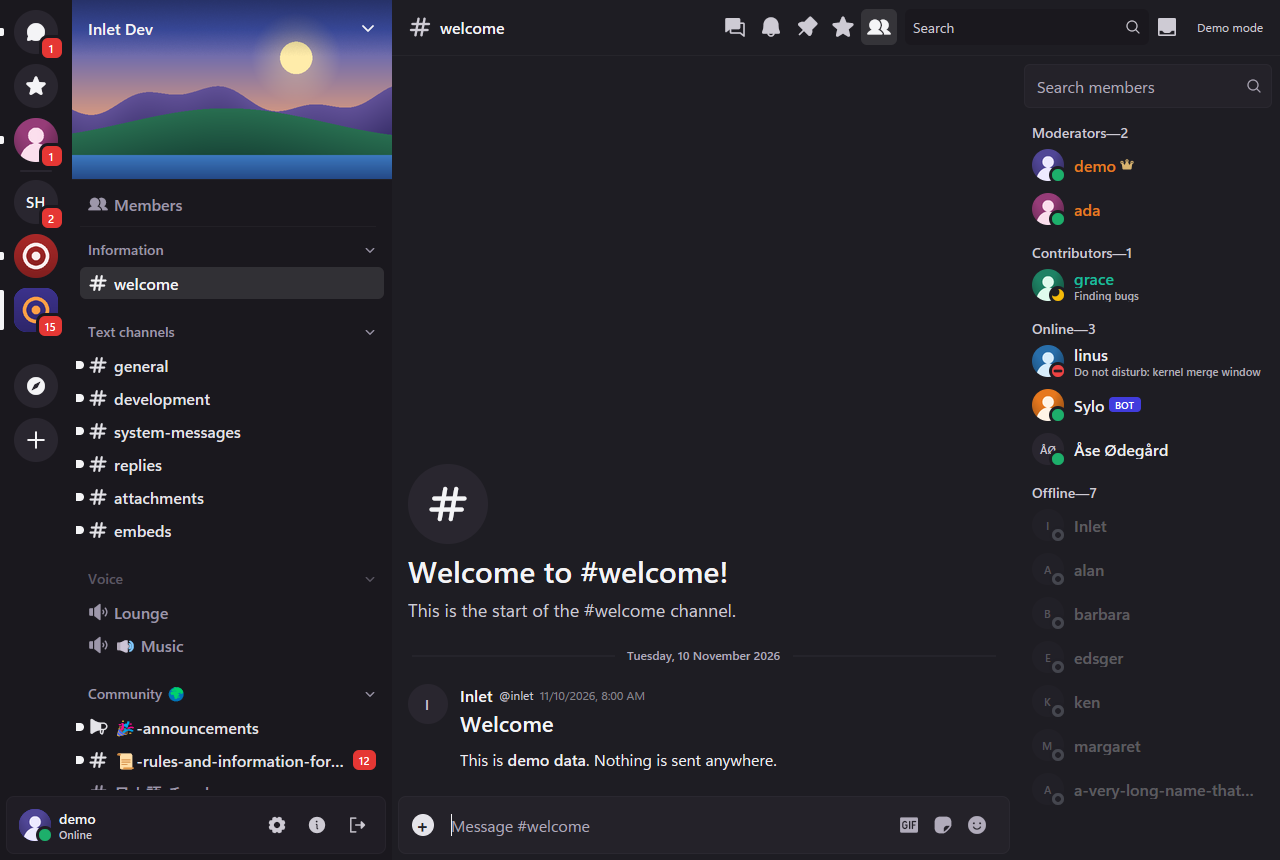 1
1
SH
2
15
Inlet Dev
Members
Information
welcome
Text channels
general
development
system-messages
replies
attachments
embeds
Voice
Lounge
Music
Community 🌍
🎉-announcements
📜-rules-and-information-for... 12
demo
Online
welcome
Search
Demo mode
Welcome to #welcome!
This is the start of the #welcome channel.
Tuesday, 10 November 2026
I
Inlet @inlet 11/10/2026, 8:00 AM
Welcome
This is demo data. Nothing is sent anywhere.
Message #welcome
GIF
Search members
Moderators—2
demo
ada
Contributors—1
grace
Finding bugs
Online—3
linus
Do not disturb: kernel merge window
Sylo BOT
ÅØ
Åse Ødegård
Offline—7
I Inlet
A alan
B barbara
E edsger
K ken
M margaret
A a-very-long-name-that...